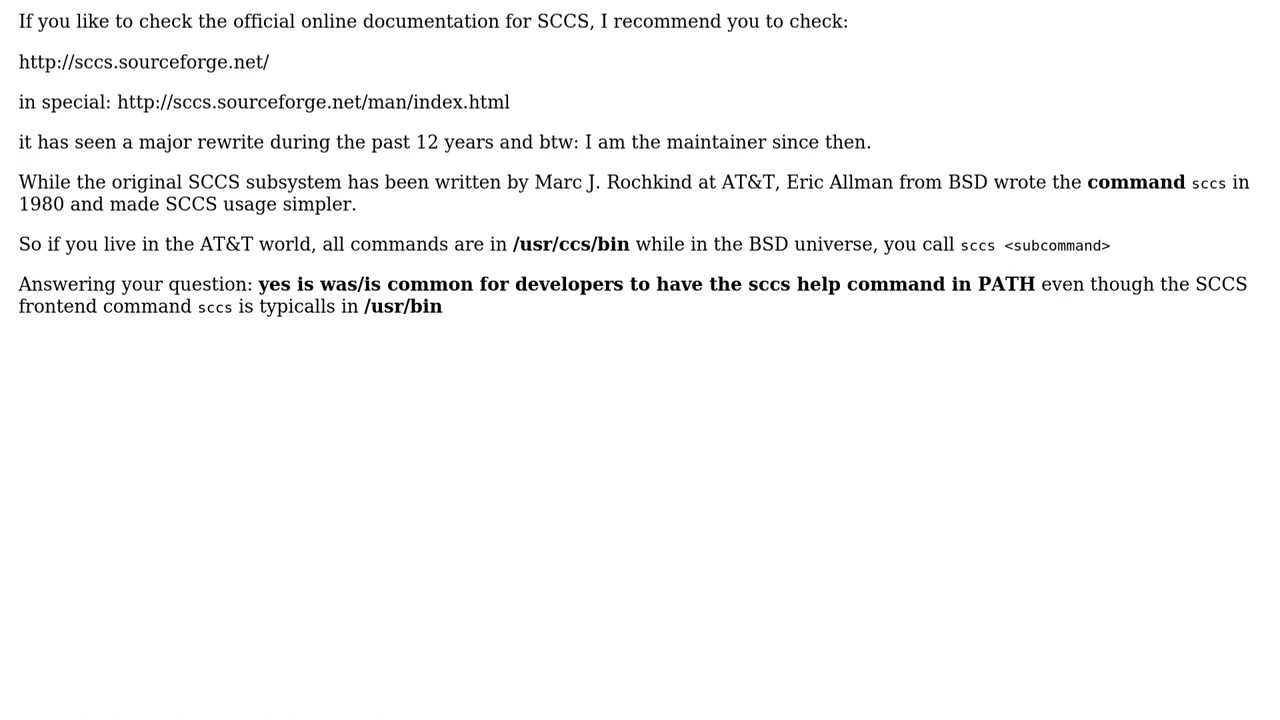 If you like to check the official online documentation for SCCS, I recommend you to check:
http://sccs.sourceforge.net/
in special: http://sccs.sourceforge.net/man/index.html
it has seen a major rewrite during the past 12 years and btw: I am the maintainer since then.
While the original SCCS subsystem has been written by Marc J. Rochkind at AT&T, Eric Allman from BSD wrote the command sccs in
1980 and made SCCS usage simpler.
So if you live in the AT&T world, all commands are in /usr/ccs/bin while in the BSD universe, you call sccs <subcommand>
Answering your question: yes is was/is common for developers to have the sccs help command in PATH even though the SCCS
frontend command sccs is typicalls in /usr/bin